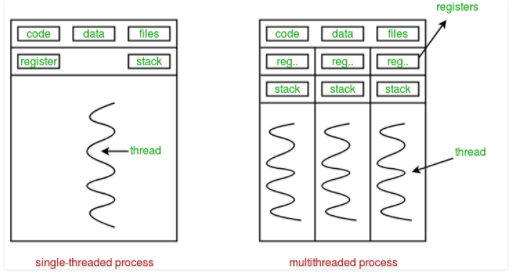 registers
code data files
register stack
thread
single-threaded process
code data files
reg.. reg.. reg..
stack stack stack
thread
multithreaded process